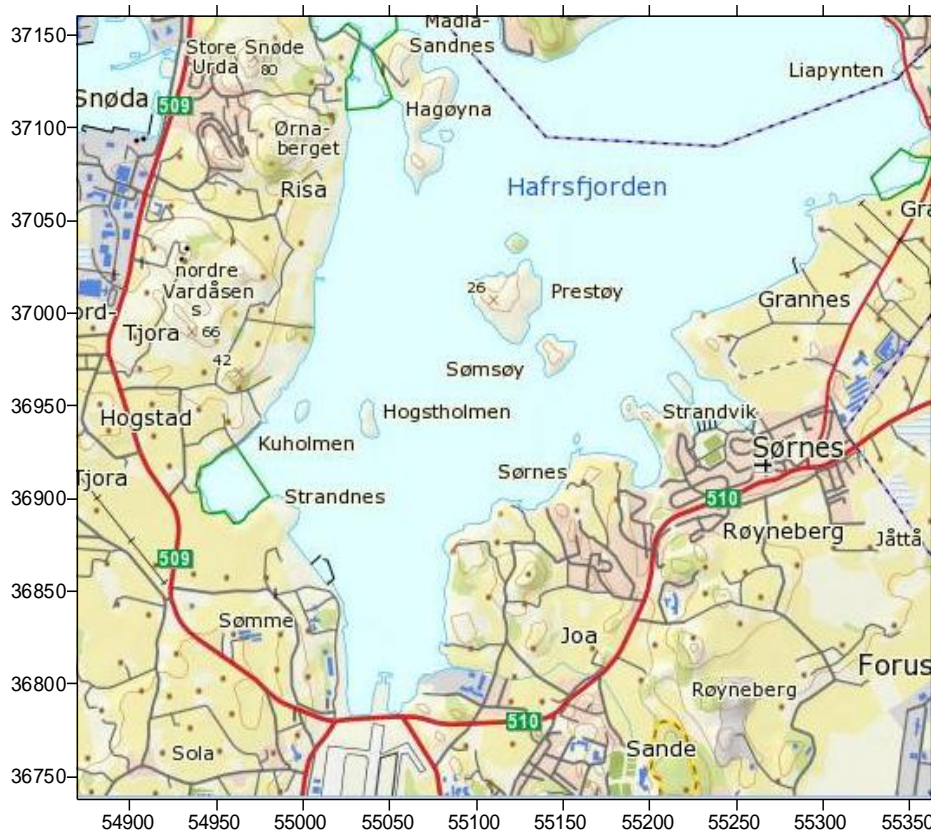 37150
Madla-
Sandnes
Store Snøde
Urda
80
Liapynten
Snøda
509
Hagøyna
37100
Ørna-
berget
Risa
Hafrsfjorden
37050
Gra
nordre
Vardåsen
s
26
Prestøy
Grannes
37000
ord-
Tjora
66
42
Sømsøy
36950
Hogstad
Hogstholmen
Strandvik
Kuholmen
Sørnes
Tjora
Sørnes
36900
Strandnes
510
Røyneberg
Jåttå
509
36850
Sømme
Joa
Forus
36800
Røyneberg
510
Sola
Sande
36750
54900
54950
55000
55050
55100
55150
55200
55250
55300
55350